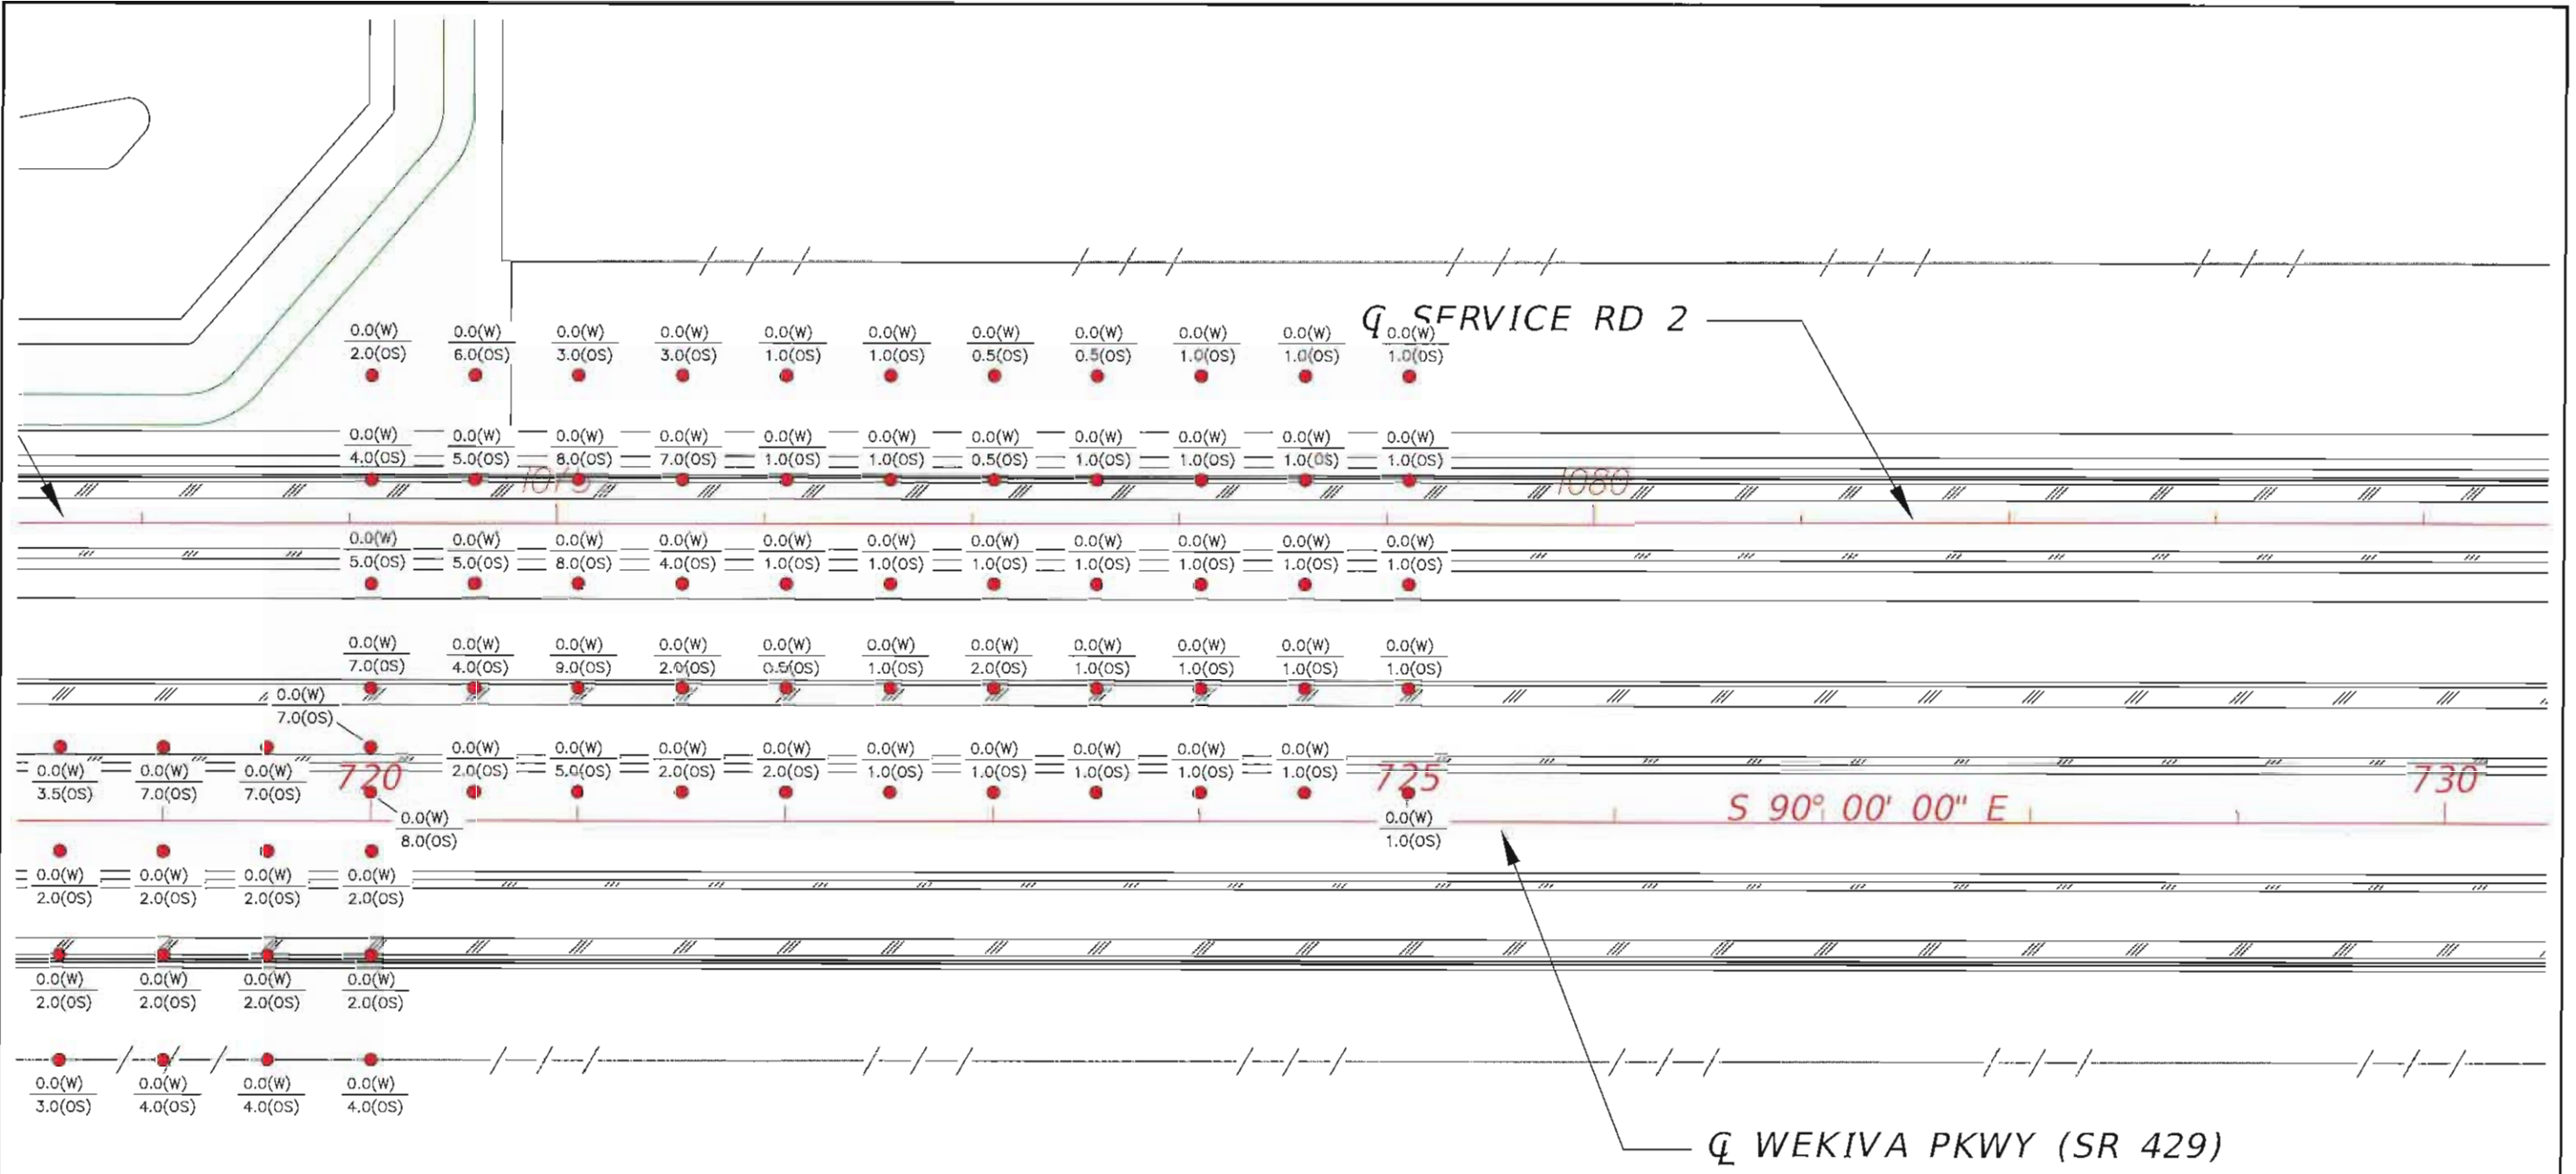 ℄ SERVICE RD 2
0.0(W) 0.0(W) 0.0(W) 0.0(W) 0.0(W) 0.0(W) 0.0(W) 0.0(W) 0.0(W) 0.0(W) 0.0(W)
2.0(OS) 6.0(OS) 3.0(OS) 3.0(OS) 1.0(OS) 1.0(OS) 0.5(OS) 0.5(OS) 1.0(OS) 1.0(OS) 1.0(OS)
0.0(W) 0.0(W) 0.0(W) 0.0(W) 0.0(W) 0.0(W) 0.0(W) 0.0(W) 0.0(W) 0.0(W) 0.0(W)
4.0(OS) 5.0(OS) 8.0(OS) 7.0(OS) 1.0(OS) 1.0(OS) 0.5(OS) 1.0(OS) 1.0(OS) 1.0(OS) 1.0(OS)
1075 1080
0.0(W) 0.0(W) 0.0(W) 0.0(W) 0.0(W) 0.0(W) 0.0(W) 0.0(W) 0.0(W) 0.0(W) 0.0(W)
5.0(OS) 5.0(OS) 8.0(OS) 4.0(OS) 1.0(OS) 1.0(OS) 1.0(OS) 1.0(OS) 1.0(OS) 1.0(OS) 1.0(OS)
0.0(W) 0.0(W) 0.0(W) 0.0(W) 0.0(W) 0.0(W) 0.0(W) 0.0(W) 0.0(W) 0.0(W) 0.0(W)
7.0(OS) 4.0(OS) 9.0(OS) 2.0(OS) 0.5(OS) 1.0(OS) 2.0(OS) 1.0(OS) 1.0(OS) 1.0(OS) 1.0(OS)
0.0(W)
7.0(OS)
0.0(W) 0.0(W) 0.0(W) 0.0(W) 0.0(W) 0.0(W) 0.0(W) 0.0(W) 0.0(W)
2.0(OS) 5.0(OS) 2.0(OS) 2.0(OS) 1.0(OS) 1.0(OS) 1.0(OS) 1.0(OS) 1.0(OS)
0.0(W) 0.0(W) 0.0(W) 720 725 730
3.5(OS) 7.0(OS) 7.0(OS)
S 90° 00' 00" E
0.0(W) 0.0(W)
8.0(OS) 1.0(OS)
0.0(W) 0.0(W) 0.0(W) 0.0(W)
2.0(OS) 2.0(OS) 2.0(OS) 2.0(OS)
0.0(W) 0.0(W) 0.0(W) 0.0(W)
2.0(OS) 2.0(OS) 2.0(OS) 2.0(OS)
0.0(W) 0.0(W) 0.0(W) 0.0(W)
3.0(OS) 4.0(OS) 4.0(OS) 4.0(OS)
℄ WEKIVA PKWY (SR 429)